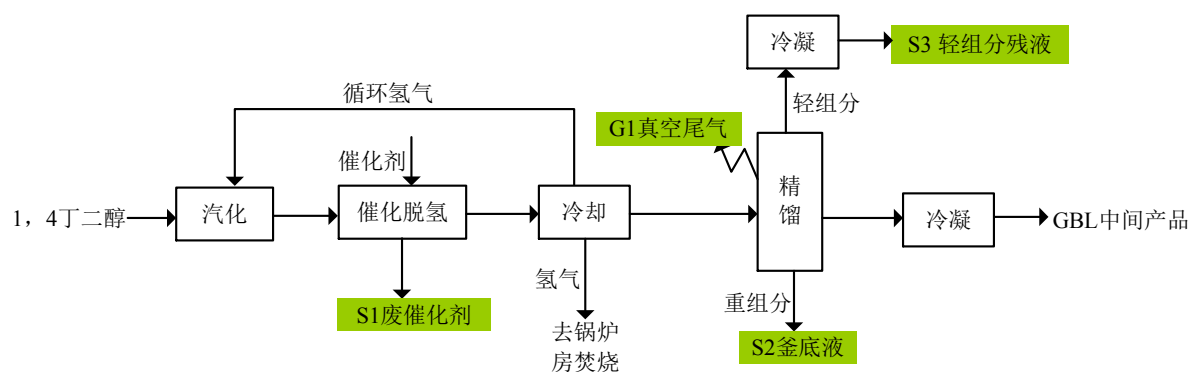 冷凝
S3 轻组分残液
循环氢气
轻组分
G1真空尾气
催化剂
精
馏
1，4丁二醇
汽化
催化脱氢
冷却
冷凝
GBL中间产品
氢气
重组分
S1废催化剂
去锅炉
房焚烧
S2釜底液